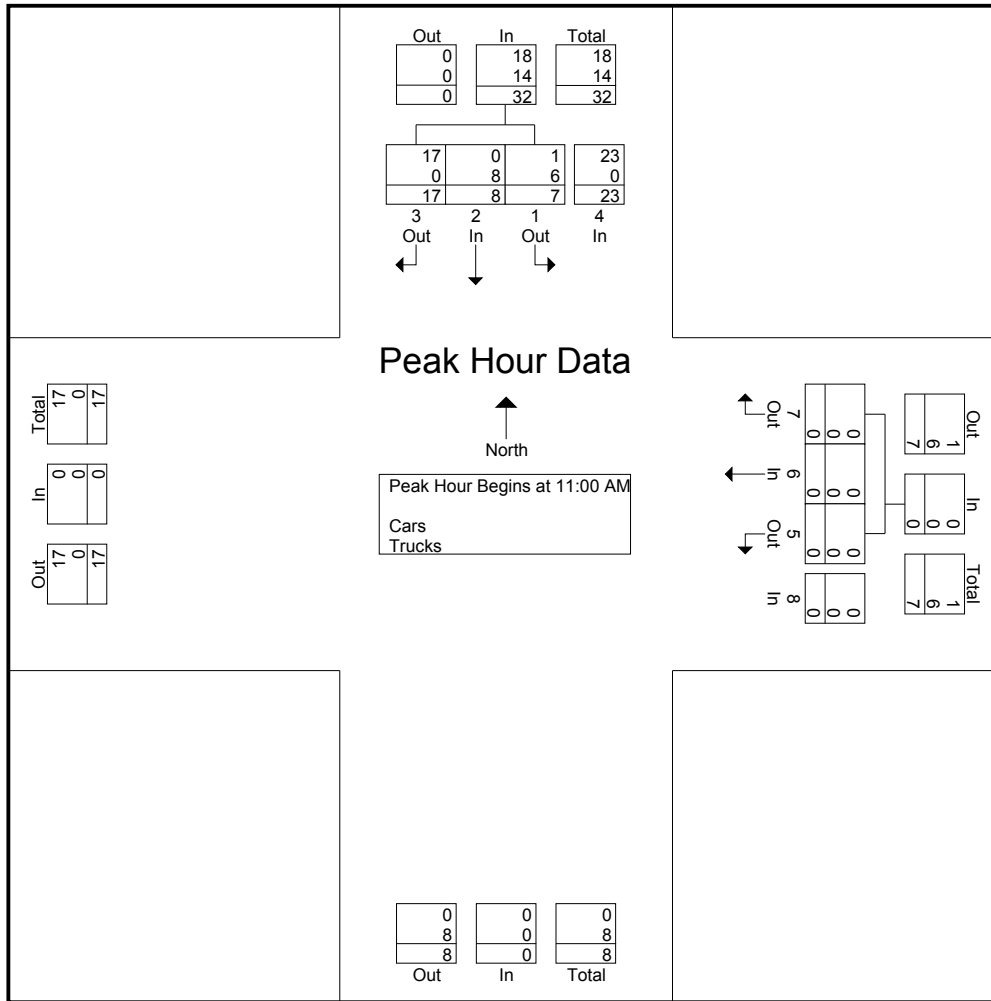 Out In Total
0 18 18
0 14 14
0 32 32
17 0 1 23
0 8 6 0
17 8 7 23
3 2 1 4
Out In Out In
Peak Hour Data
North
Peak Hour Begins at 11:00 AM
Cars
Trucks
Total
17 0 17
In
0 0 0
Out
17 0 17
7 Out
0 0 0
6 In
0 0 0
5 Out
0 0 0
8 In
0 0 0
Out
1 6 7
In
0 0 0
Total
1 6 7
0 0 0
8 0 8
8 0 8
Out In Total